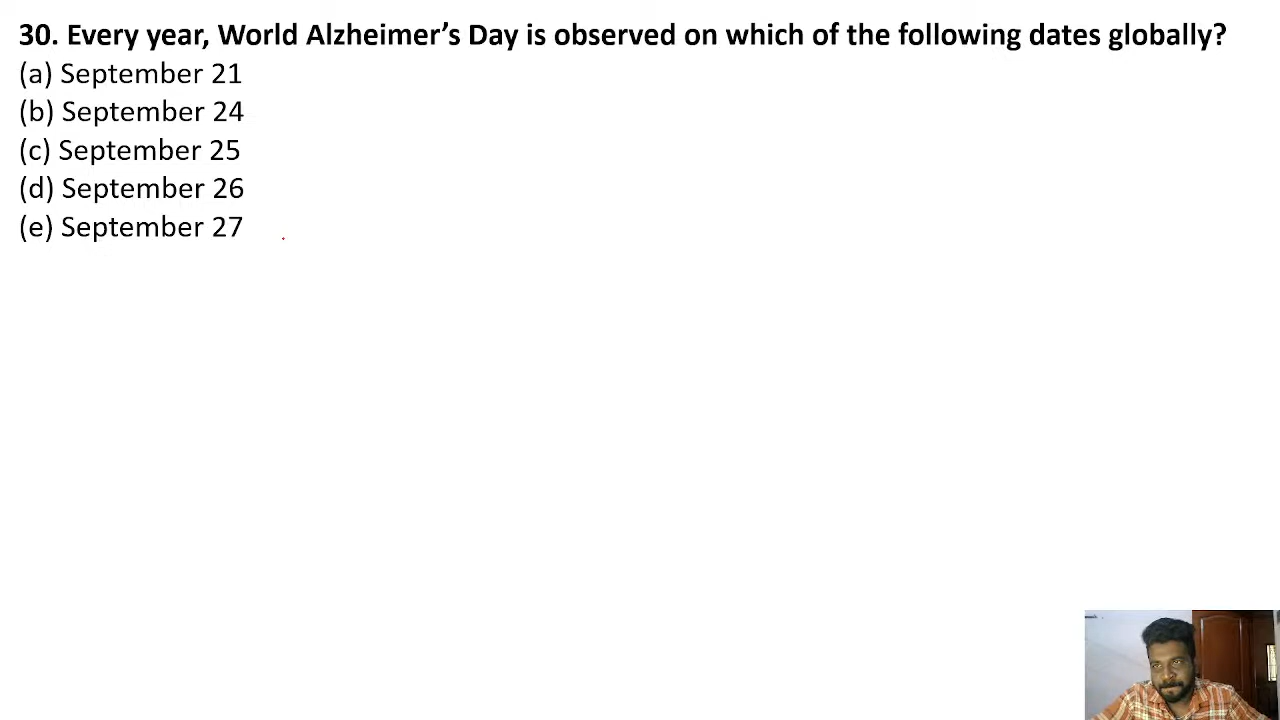 30. Every year, World Alzheimer’s Day is observed on which of the following dates globally?
(a) September 21
(b) September 24
(c) September 25
(d) September 26
(e) September 27